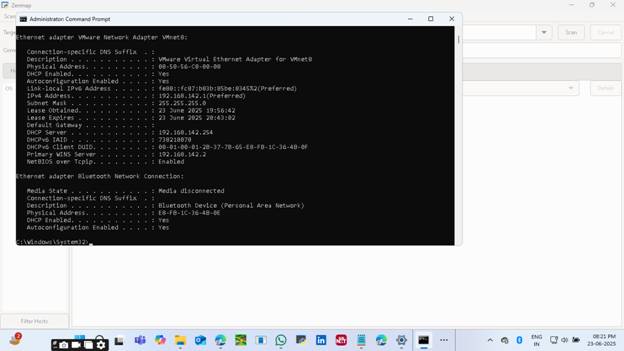 Zenmap
Administrator: Command Prompt
Scan
Cancel
Details
Ethernet adapter VMware Network Adapter VMnet8:
Connection-specific DNS Suffix . :
Description . . . . . . . . . . . : VMware Virtual Ethernet Adapter for VMnet8
Physical Address. . . . . . . . . : 00-50-56-C0-00-08
DHCP Enabled. . . . . . . . . . . : Yes
Autoconfiguration Enabled . . . . : Yes
Link-local IPv6 Address . . . . . : fe80::fc07:b03b:85be:8345%2(Preferred)
IPv4 Address. . . . . . . . . . . : 192.168.142.1(Preferred)
Subnet Mask . . . . . . . . . . . : 255.255.255.0
Lease Obtained. . . . . . . . . . : 23 June 2025 19:56:42
Lease Expires . . . . . . . . . . : 23 June 2025 20:43:02
Default Gateway . . . . . . . . . :
DHCP Server . . . . . . . . . . . : 192.168.142.254
DHCPv6 IAID . . . . . . . . . . . : 738218070
DHCPv6 Client DUID. . . . . . . . : 00-01-00-01-2B-37-7B-65-E8-FB-1C-36-4B-0F
Primary WINS Server . . . . . . . : 192.168.142.2
NetBIOS over Tcpip. . . . . . . . : Enabled
Ethernet adapter Bluetooth Network Connection:
Media State . . . . . . . . . . . : Media disconnected
Connection-specific DNS Suffix . :
Description . . . . . . . . . . . : Bluetooth Device (Personal Area Network)
Physical Address. . . . . . . . . : E8-FB-1C-36-4B-0E
DHCP Enabled. . . . . . . . . . . : Yes
Autoconfiguration Enabled . . . . : Yes
C:\Windows\System32>
OS
Filter Hosts
2
ENG
IN
08:21 PM
23-06-2025